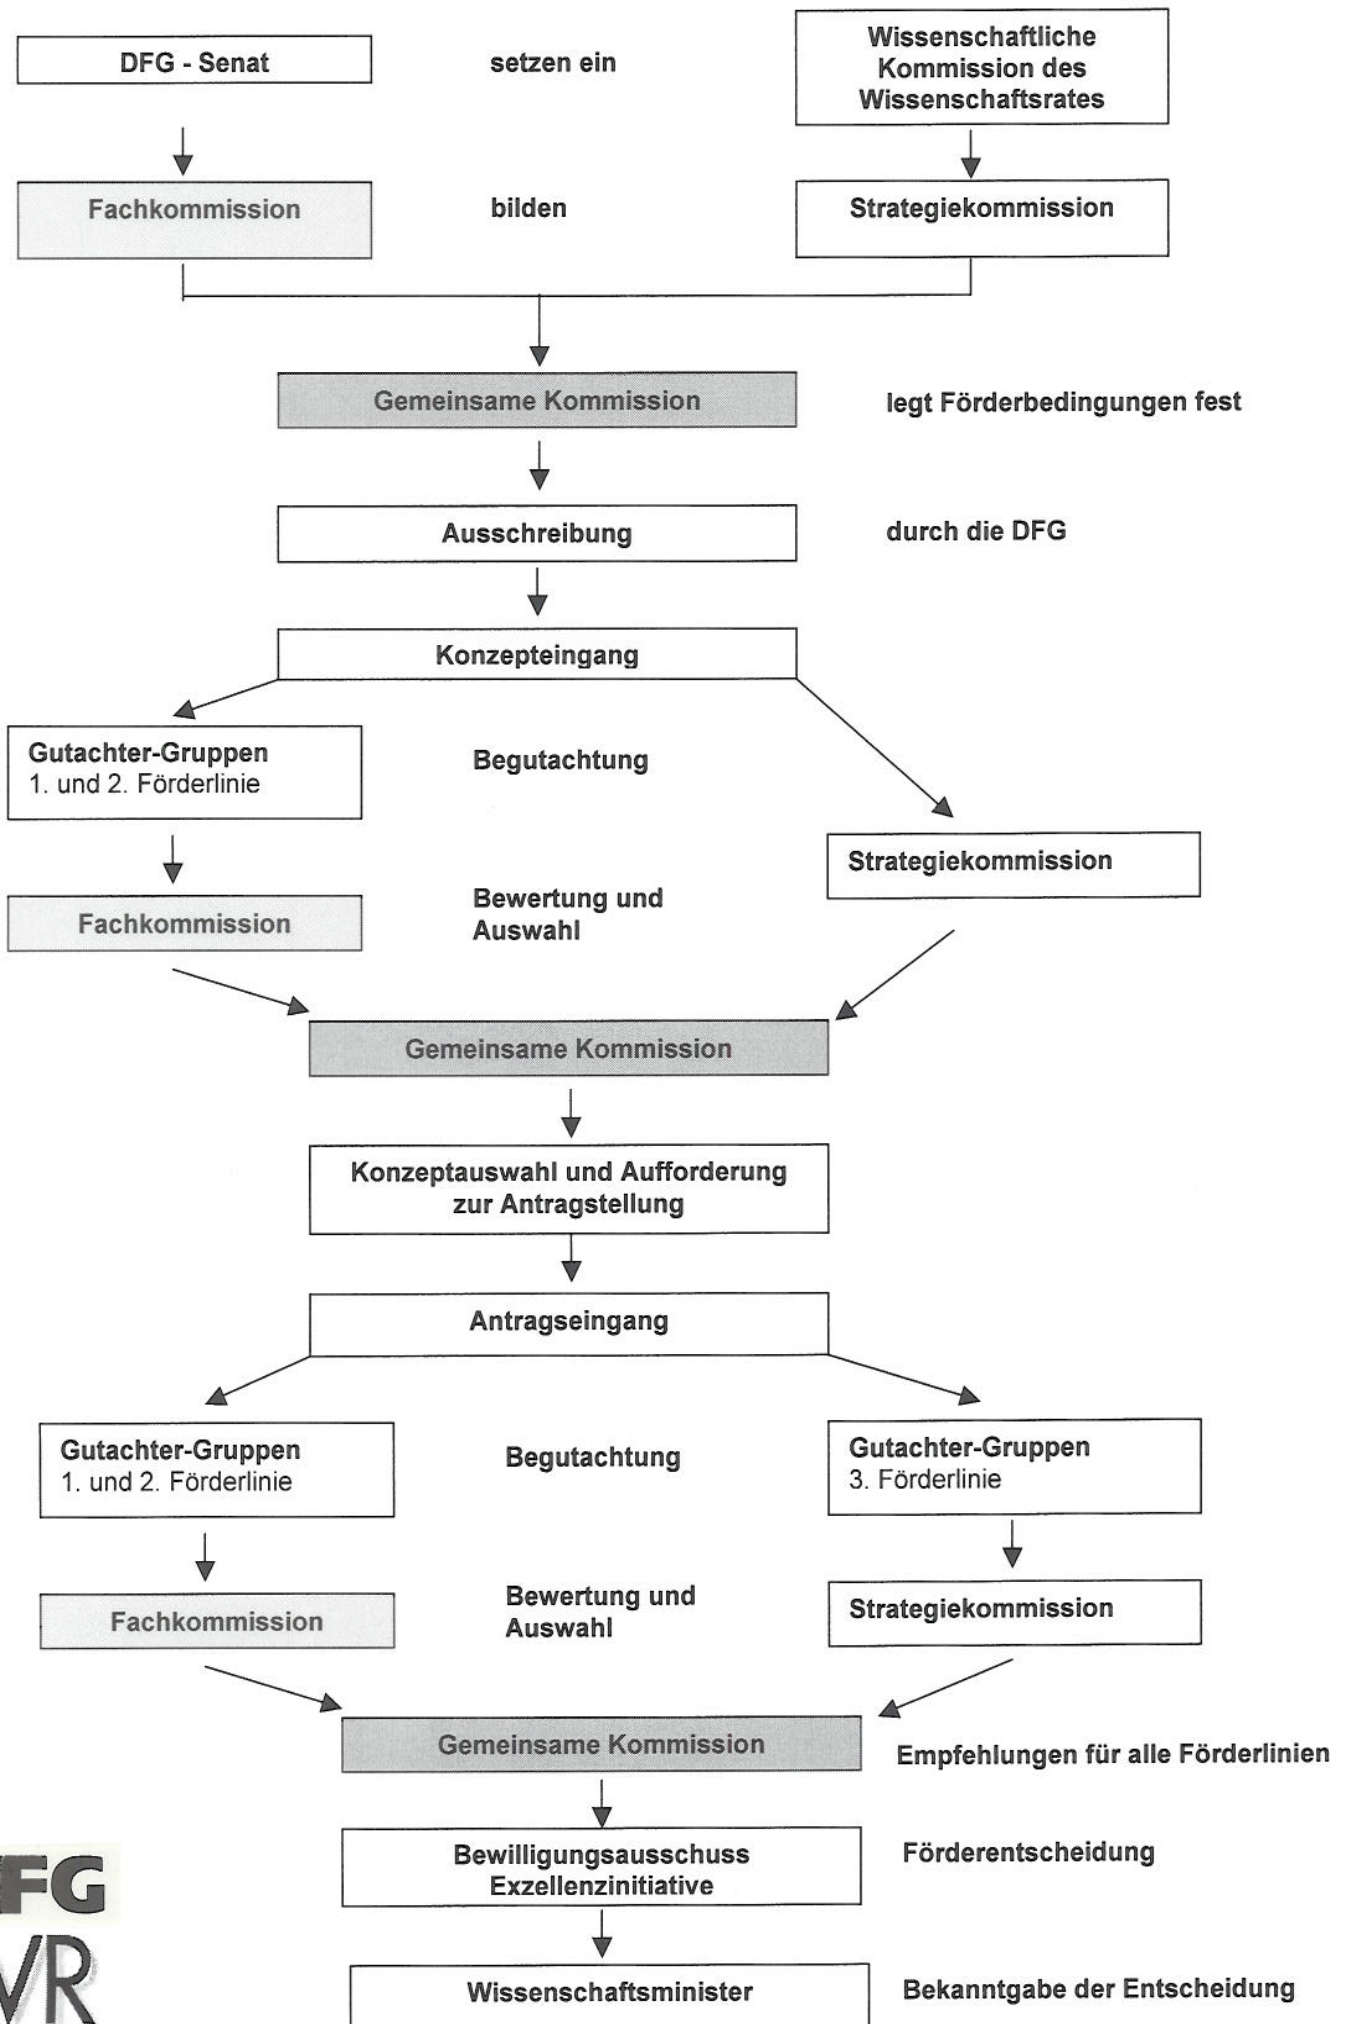 DFG - Senat
setzen ein
Wissenschaftliche
Kommission des
Wissenschaftsrates
Fachkommission
bilden
Strategiekommission
Gemeinsame Kommission
legt Förderbedingungen fest
Ausschreibung
durch die DFG
Konzepteingang
Gutachter-Gruppen
1. und 2. Förderlinie
Begutachtung
Strategiekommission
Fachkommission
Bewertung und
Auswahl
Gemeinsame Kommission
Konzeptauswahl und Aufforderung
zur Antragstellung
Antragseingang
Gutachter-Gruppen
1. und 2. Förderlinie
Begutachtung
Gutachter-Gruppen
3. Förderlinie
Fachkommission
Bewertung und
Auswahl
Strategiekommission
Gemeinsame Kommission
Empfehlungen für alle Förderlinien
Bewilligungsausschuss
Exzellenzinitiative
Förderentscheidung
FG
VR
Wissenschaftsminister
Bekanntgabe der Entscheidung